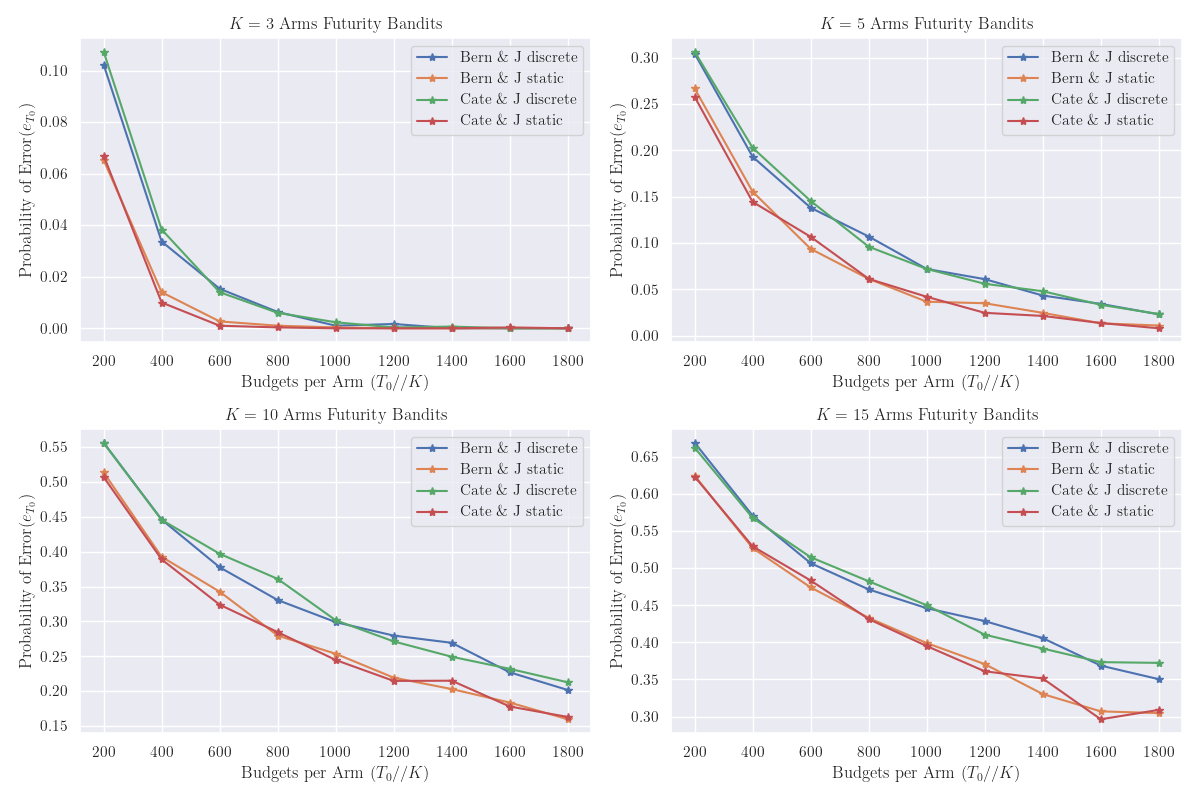 K = 3 Arms Futurity Bandits
Probability of Error(e_{T_0})
0.10
0.08
0.06
0.04
0.02
0.00
Bern & J discrete
Bern & J static
Cate & J discrete
Cate & J static
200 400 600 800 1000 1200 1400 1600 1800
Budgets per Arm (T_0//K)
K = 5 Arms Futurity Bandits
Probability of Error(e_{T_0})
0.30
0.25
0.20
0.15
0.10
0.05
0.00
Bern & J discrete
Bern & J static
Cate & J discrete
Cate & J static
200 400 600 800 1000 1200 1400 1600 1800
Budgets per Arm (T_0//K)
K = 10 Arms Futurity Bandits
Probability of Error(e_{T_0})
0.55
0.50
0.45
0.40
0.35
0.30
0.25
0.20
0.15
Bern & J discrete
Bern & J static
Cate & J discrete
Cate & J static
200 400 600 800 1000 1200 1400 1600 1800
Budgets per Arm (T_0//K)
K = 15 Arms Futurity Bandits
Probability of Error(e_{T_0})
0.65
0.60
0.55
0.50
0.45
0.40
0.35
0.30
Bern & J discrete
Bern & J static
Cate & J discrete
Cate & J static
200 400 600 800 1000 1200 1400 1600 1800
Budgets per Arm (T_0//K)